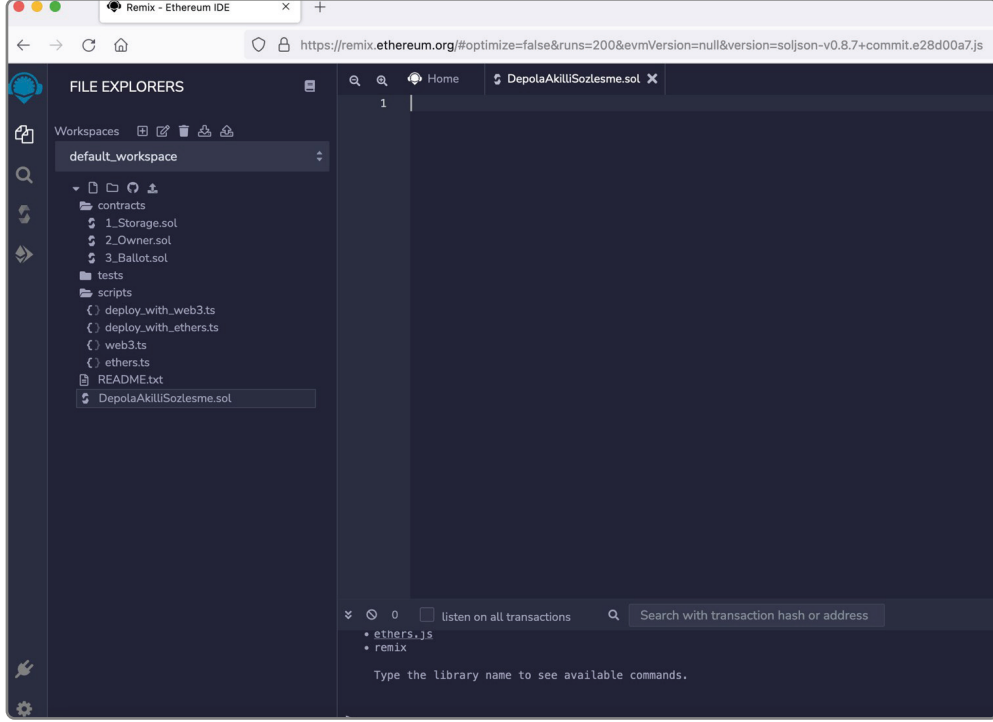 Remix - Ethereum IDE
https://remix.ethereum.org/#optimize=false&runs=200&evmVersion=null&version=soljson-v0.8.7+commit.e28d00a7.js
FILE EXPLORERS
Home
DepolaAkilliSozlesme.sol
1
Workspaces
default_workspace
contracts
1_Storage.sol
2_Owner.sol
3_Ballot.sol
tests
scripts
deploy_with_web3.ts
deploy_with_ethers.ts
web3.ts
ethers.ts
README.txt
DepolaAkilliSozlesme.sol
0 listen on all transactions Search with transaction hash or address
• ethers.js
• remix
Type the library name to see available commands.